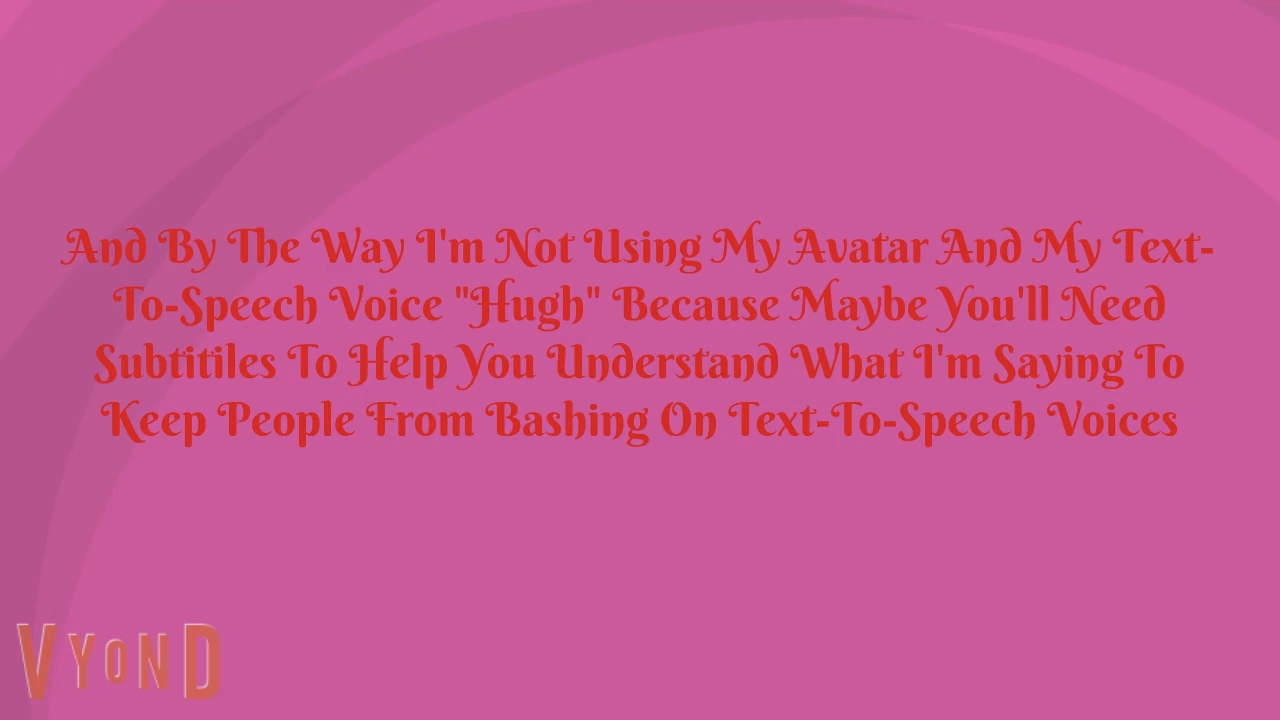 And By The Way I'm Not Using My Avatar And My Text-
To-Speech Voice "Hugh" Because Maybe You'll Need
Subtitiles To Help You Understand What I'm Saying To
Keep People From Bashing On Text-To-Speech Voices
VYOND